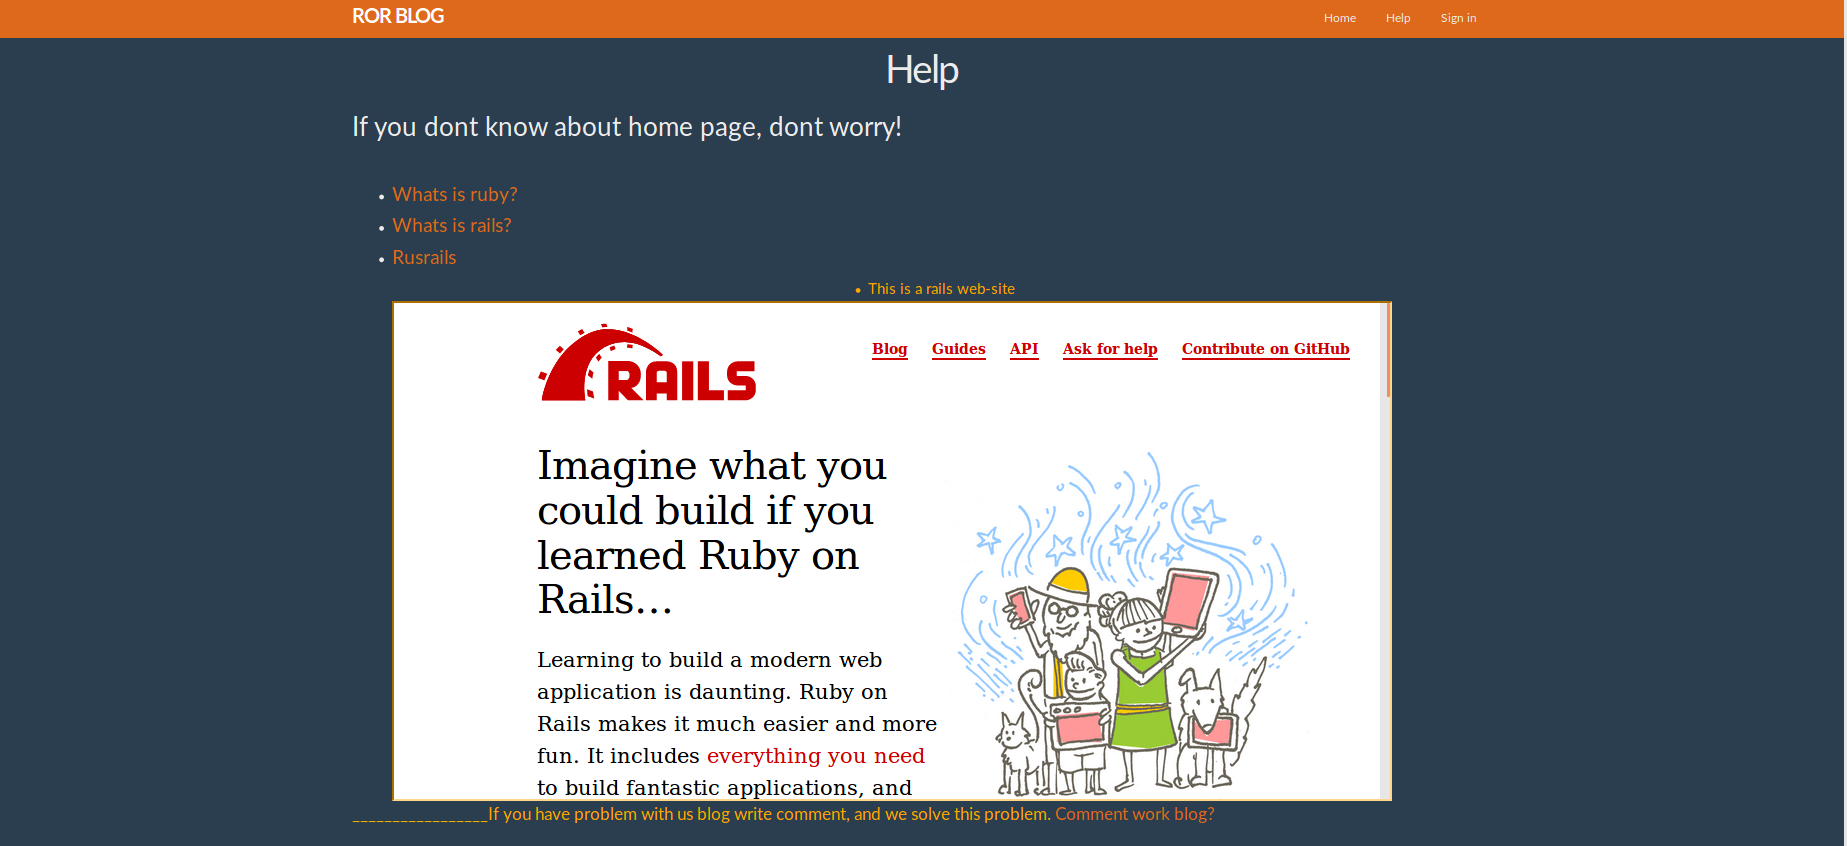 ROR BLOG
Home Help Sign in
Help
If you dont know about home page, dont worry!
• Whats is ruby?
• Whats is rails?
• Rusrails
• This is a rails web-site
RAILS
Blog Guides API Ask for help Contribute on GitHub
Imagine what you
could build if you
learned Ruby on
Rails…
Learning to build a modern web
application is daunting. Ruby on
Rails makes it much easier and more
fun. It includes everything you need
to build fantastic applications, and
_________________If you have problem with us blog write comment, and we solve this problem. Comment work blog?